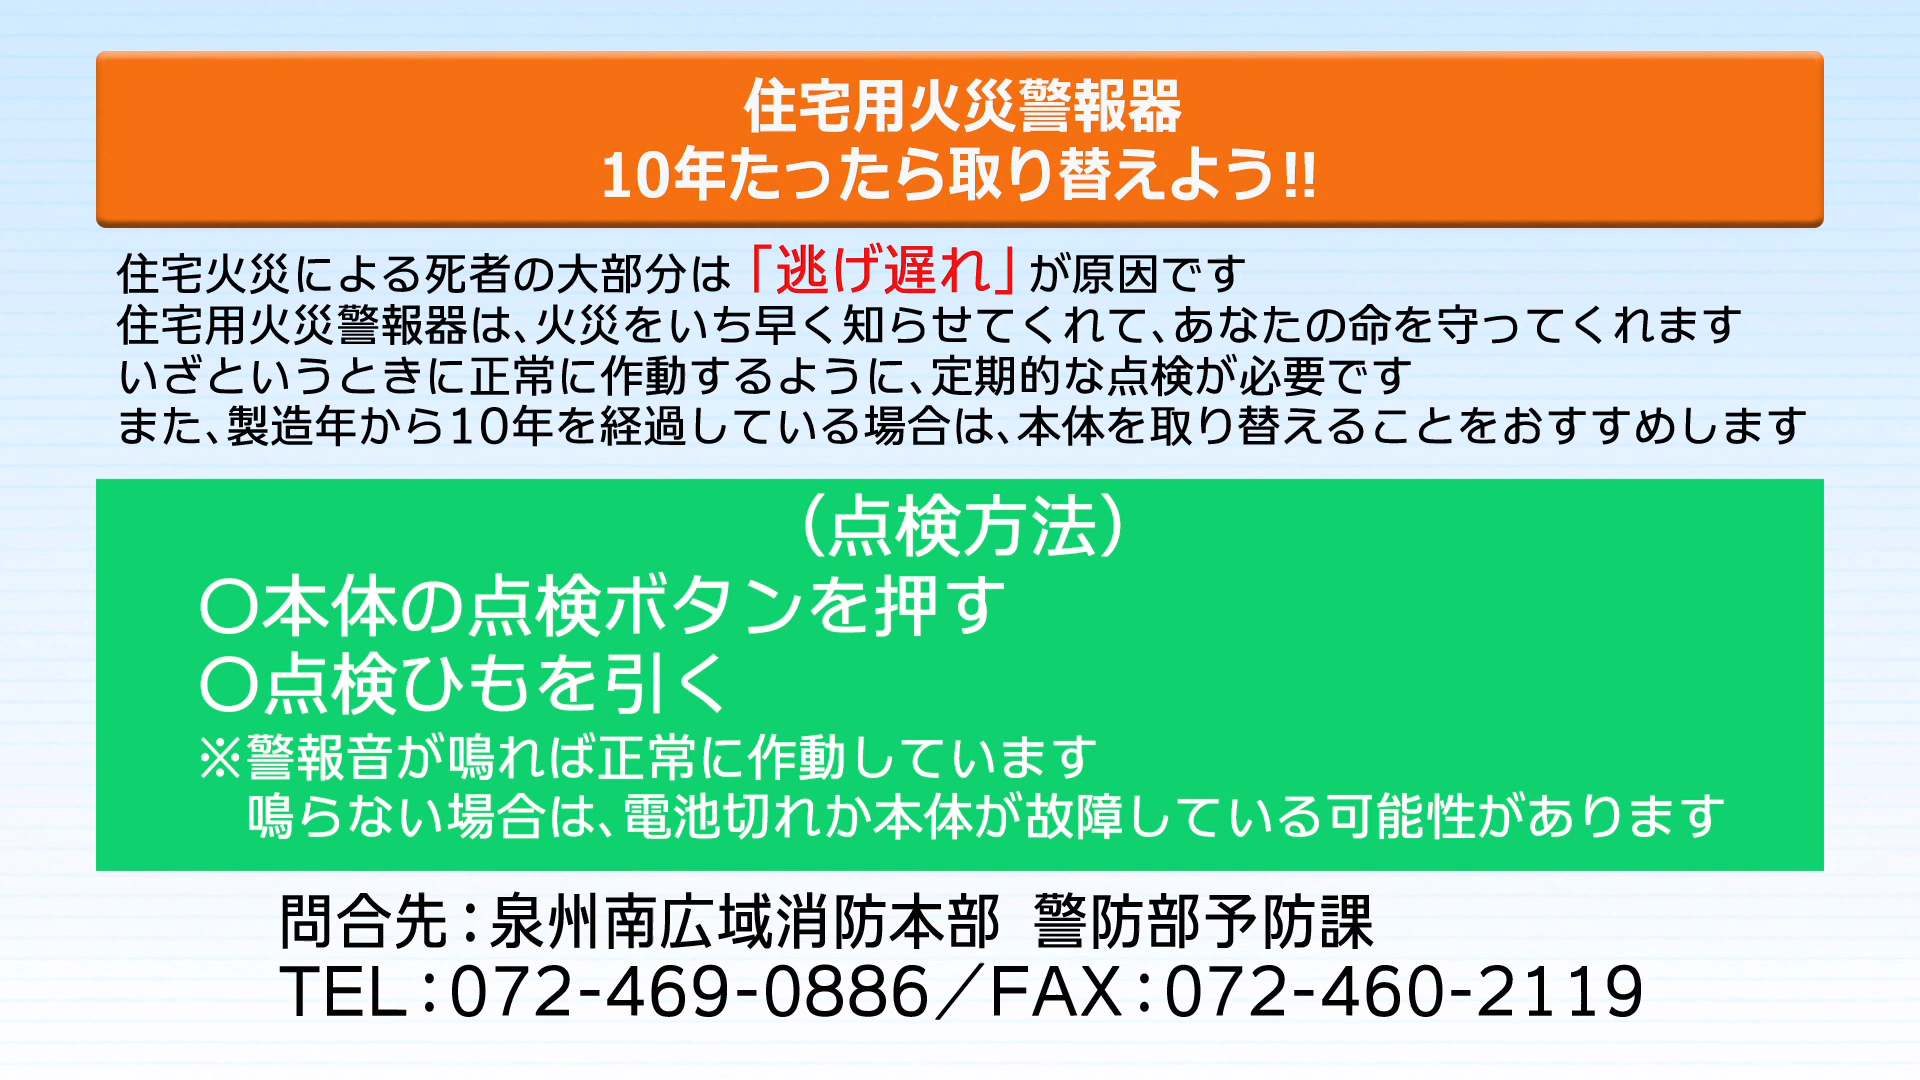 住宅用火災警報器
10年たったら取り替えよう!!
住宅火災による死者の大部分は「逃げ遅れ」が原因です
住宅用火災警報器は、火災をいち早く知らせてくれて、あなたの命を守ってくれます
いざというときに正常に作動するように、定期的な点検が必要です
また、製造年から10年を経過している場合は、本体を取り替えることをおすすめします
（点検方法）
〇本体の点検ボタンを押す
〇点検ひもを引く
※警報音が鳴れば正常に作動しています
鳴らない場合は、電池切れか本体が故障している可能性があります
問合先：泉州南広域消防本部 警防部予防課
TEL：072-469-0886／FAX：072-460-2119